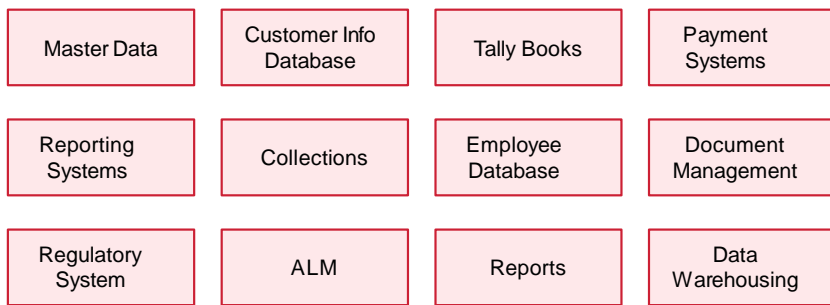 Master Data
Customer Info
Database
Tally Books
Payment
Systems
Reporting
Systems
Collections
Employee
Database
Document
Management
Regulatory
System
ALM
Reports
Data
Warehousing